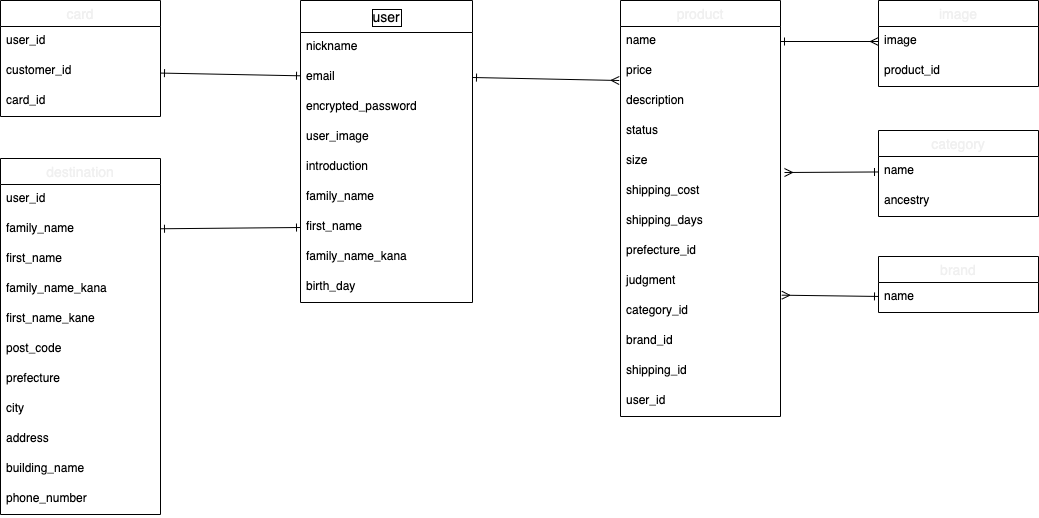 card
user_id
customer_id
card_id
destination
user_id
family_name
first_name
family_name_kana
first_name_kane
post_code
prefecture
city
address
building_name
phone_number
user
nickname
email
encrypted_password
user_image
introduction
family_name
first_name
family_name_kana
birth_day
product
name
price
description
status
size
shipping_cost
shipping_days
prefecture_id
judgment
category_id
brand_id
shipping_id
user_id
image
image
product_id
category
name
ancestry
brand
name